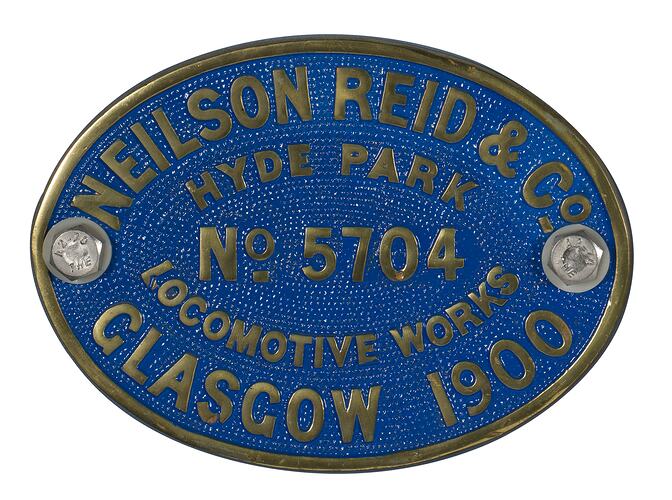 NEILSON REID & Co.
HYDE PARK
No 5704
LOCOMOTIVE WORKS
GLASGOW 1900